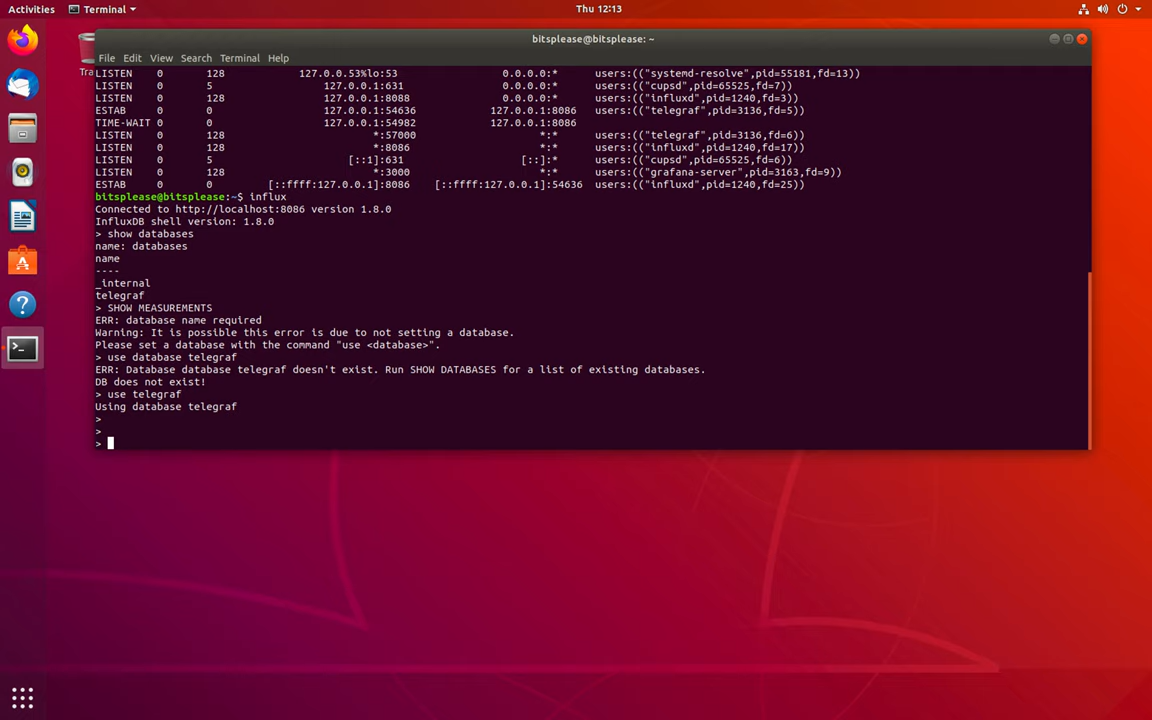 Activities Terminal Thu 12:13
bitsplease@bitsplease: ~
File Edit View Search Terminal Help
Tra
LISTEN 0 128 127.0.0.53%lo:53 0.0.0.0:* users:(("systemd-resolve",pid=55181,fd=13))
LISTEN 0 5 127.0.0.1:631 0.0.0.0:* users:(("cupsd",pid=65525,fd=7))
LISTEN 0 128 127.0.0.1:8088 0.0.0.0:* users:(("influxd",pid=1240,fd=3))
ESTAB 0 0 127.0.0.1:54636 127.0.0.1:8086 users:(("telegraf",pid=3136,fd=5))
TIME-WAIT 0 0 127.0.0.1:54982 127.0.0.1:8086
LISTEN 0 128 *:57000 *:* users:(("telegraf",pid=3136,fd=6))
LISTEN 0 128 *:8086 *:* users:(("influxd",pid=1240,fd=17))
LISTEN 0 5 [::1]:631 [::]:* users:(("cupsd",pid=65525,fd=6))
LISTEN 0 128 *:3000 *:* users:(("grafana-server",pid=3163,fd=9))
ESTAB 0 0 [::ffff:127.0.0.1]:8086 [::ffff:127.0.0.1]:54636 users:(("influxd",pid=1240,fd=25))
bitsplease@bitsplease:~$ influx
Connected to http://localhost:8086 version 1.8.0
InfluxDB shell version: 1.8.0
> show databases
name: databases
name
----
_internal
telegraf
> SHOW MEASUREMENTS
ERR: database name required
Warning: It is possible this error is due to not setting a database.
Please set a database with the command "use <database>".
> use database telegraf
ERR: Database database telegraf doesn't exist. Run SHOW DATABASES for a list of existing databases.
DB does not exist!
> use telegraf
Using database telegraf
>
>
>